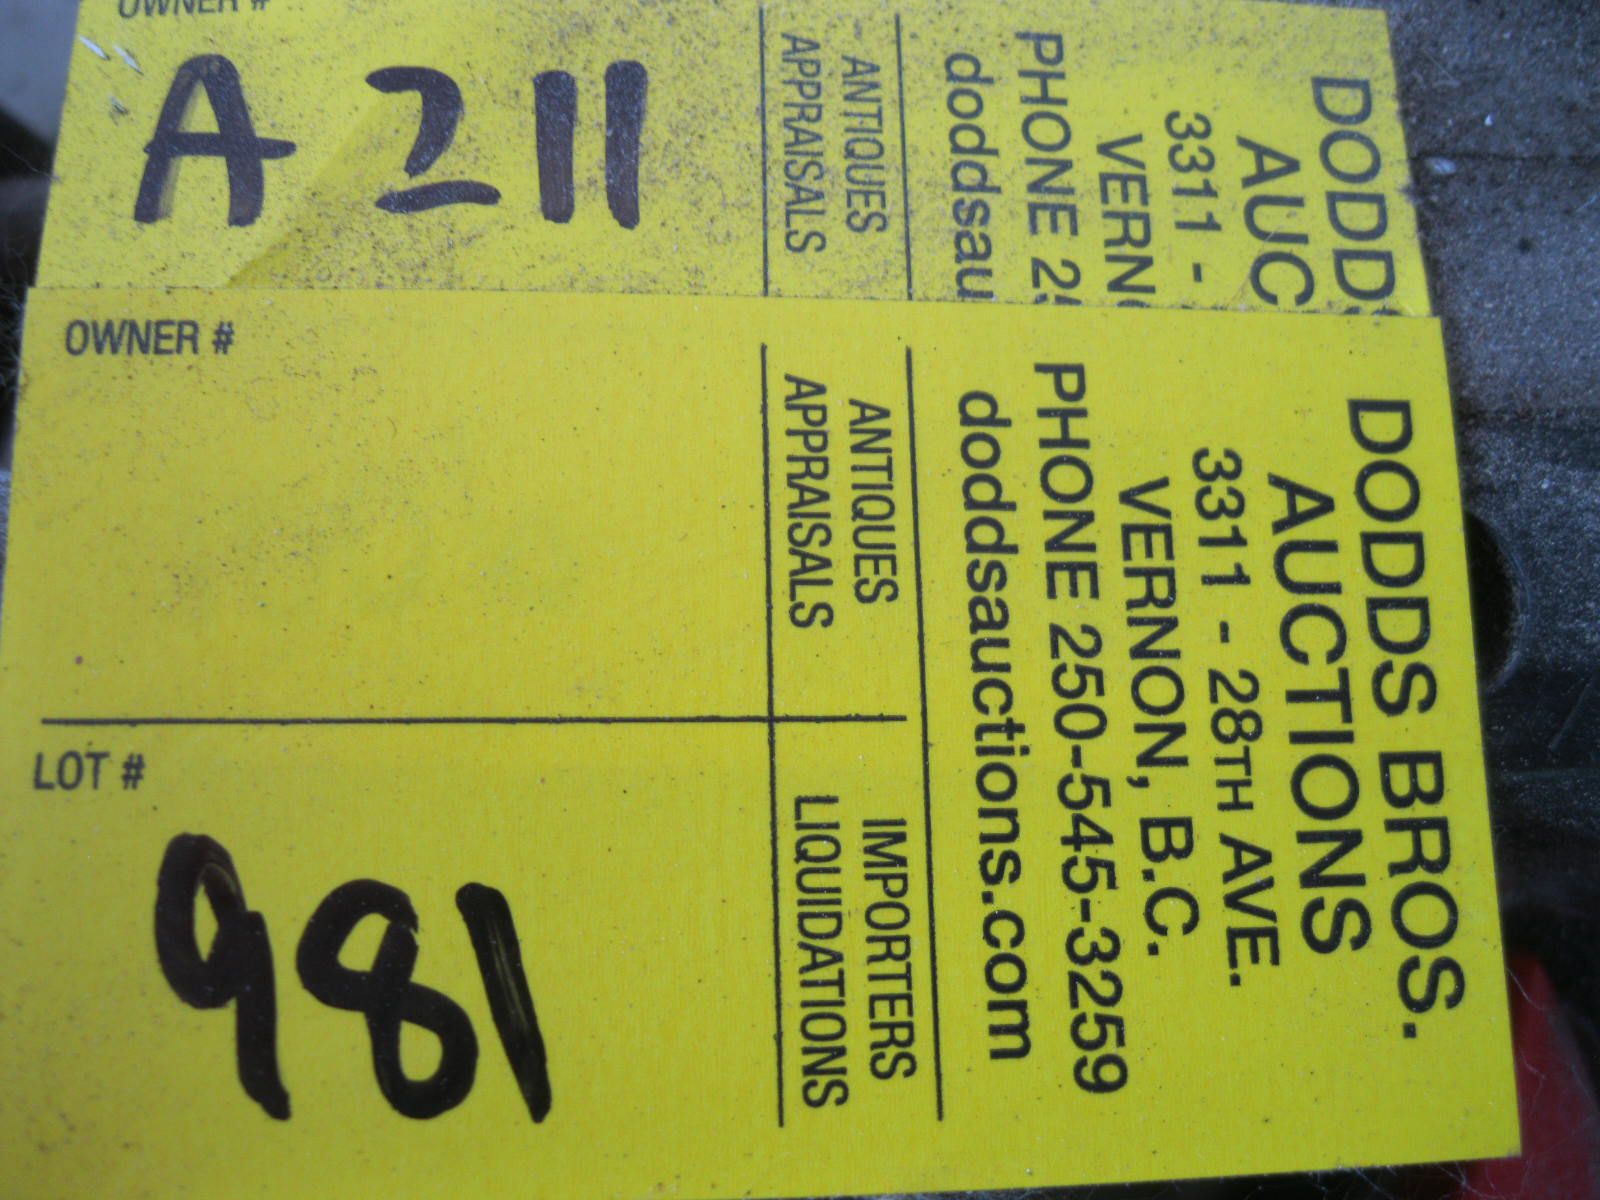 OWNER #
A 211
ANTIQUES
APPRAISALS
DODDS
AUC
3311 -
VERN
PHONE 25
doddsau
OWNER #
LOT #
981
ANTIQUES IMPORTERS
APPRAISALS LIQUIDATIONS
DODDS BROS.
AUCTIONS
3311 - 28TH AVE.
VERNON, B.C.
PHONE 250-545-3259
doddsauctions.com